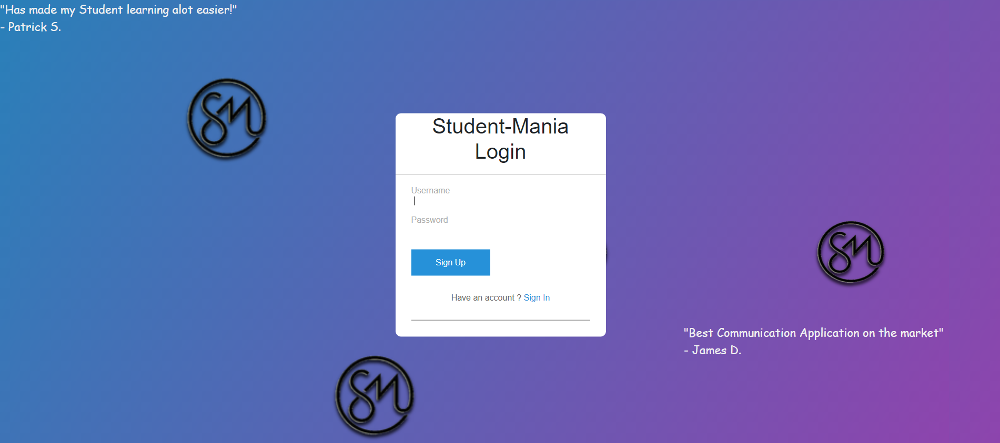 "Has made my Student learning alot easier!"
- Patrick S.
SM
Student-Mania
Login
Username
Password
Sign Up
Have an account ? Sign In
SM
"Best Communication Application on the market"
- James D.
SM